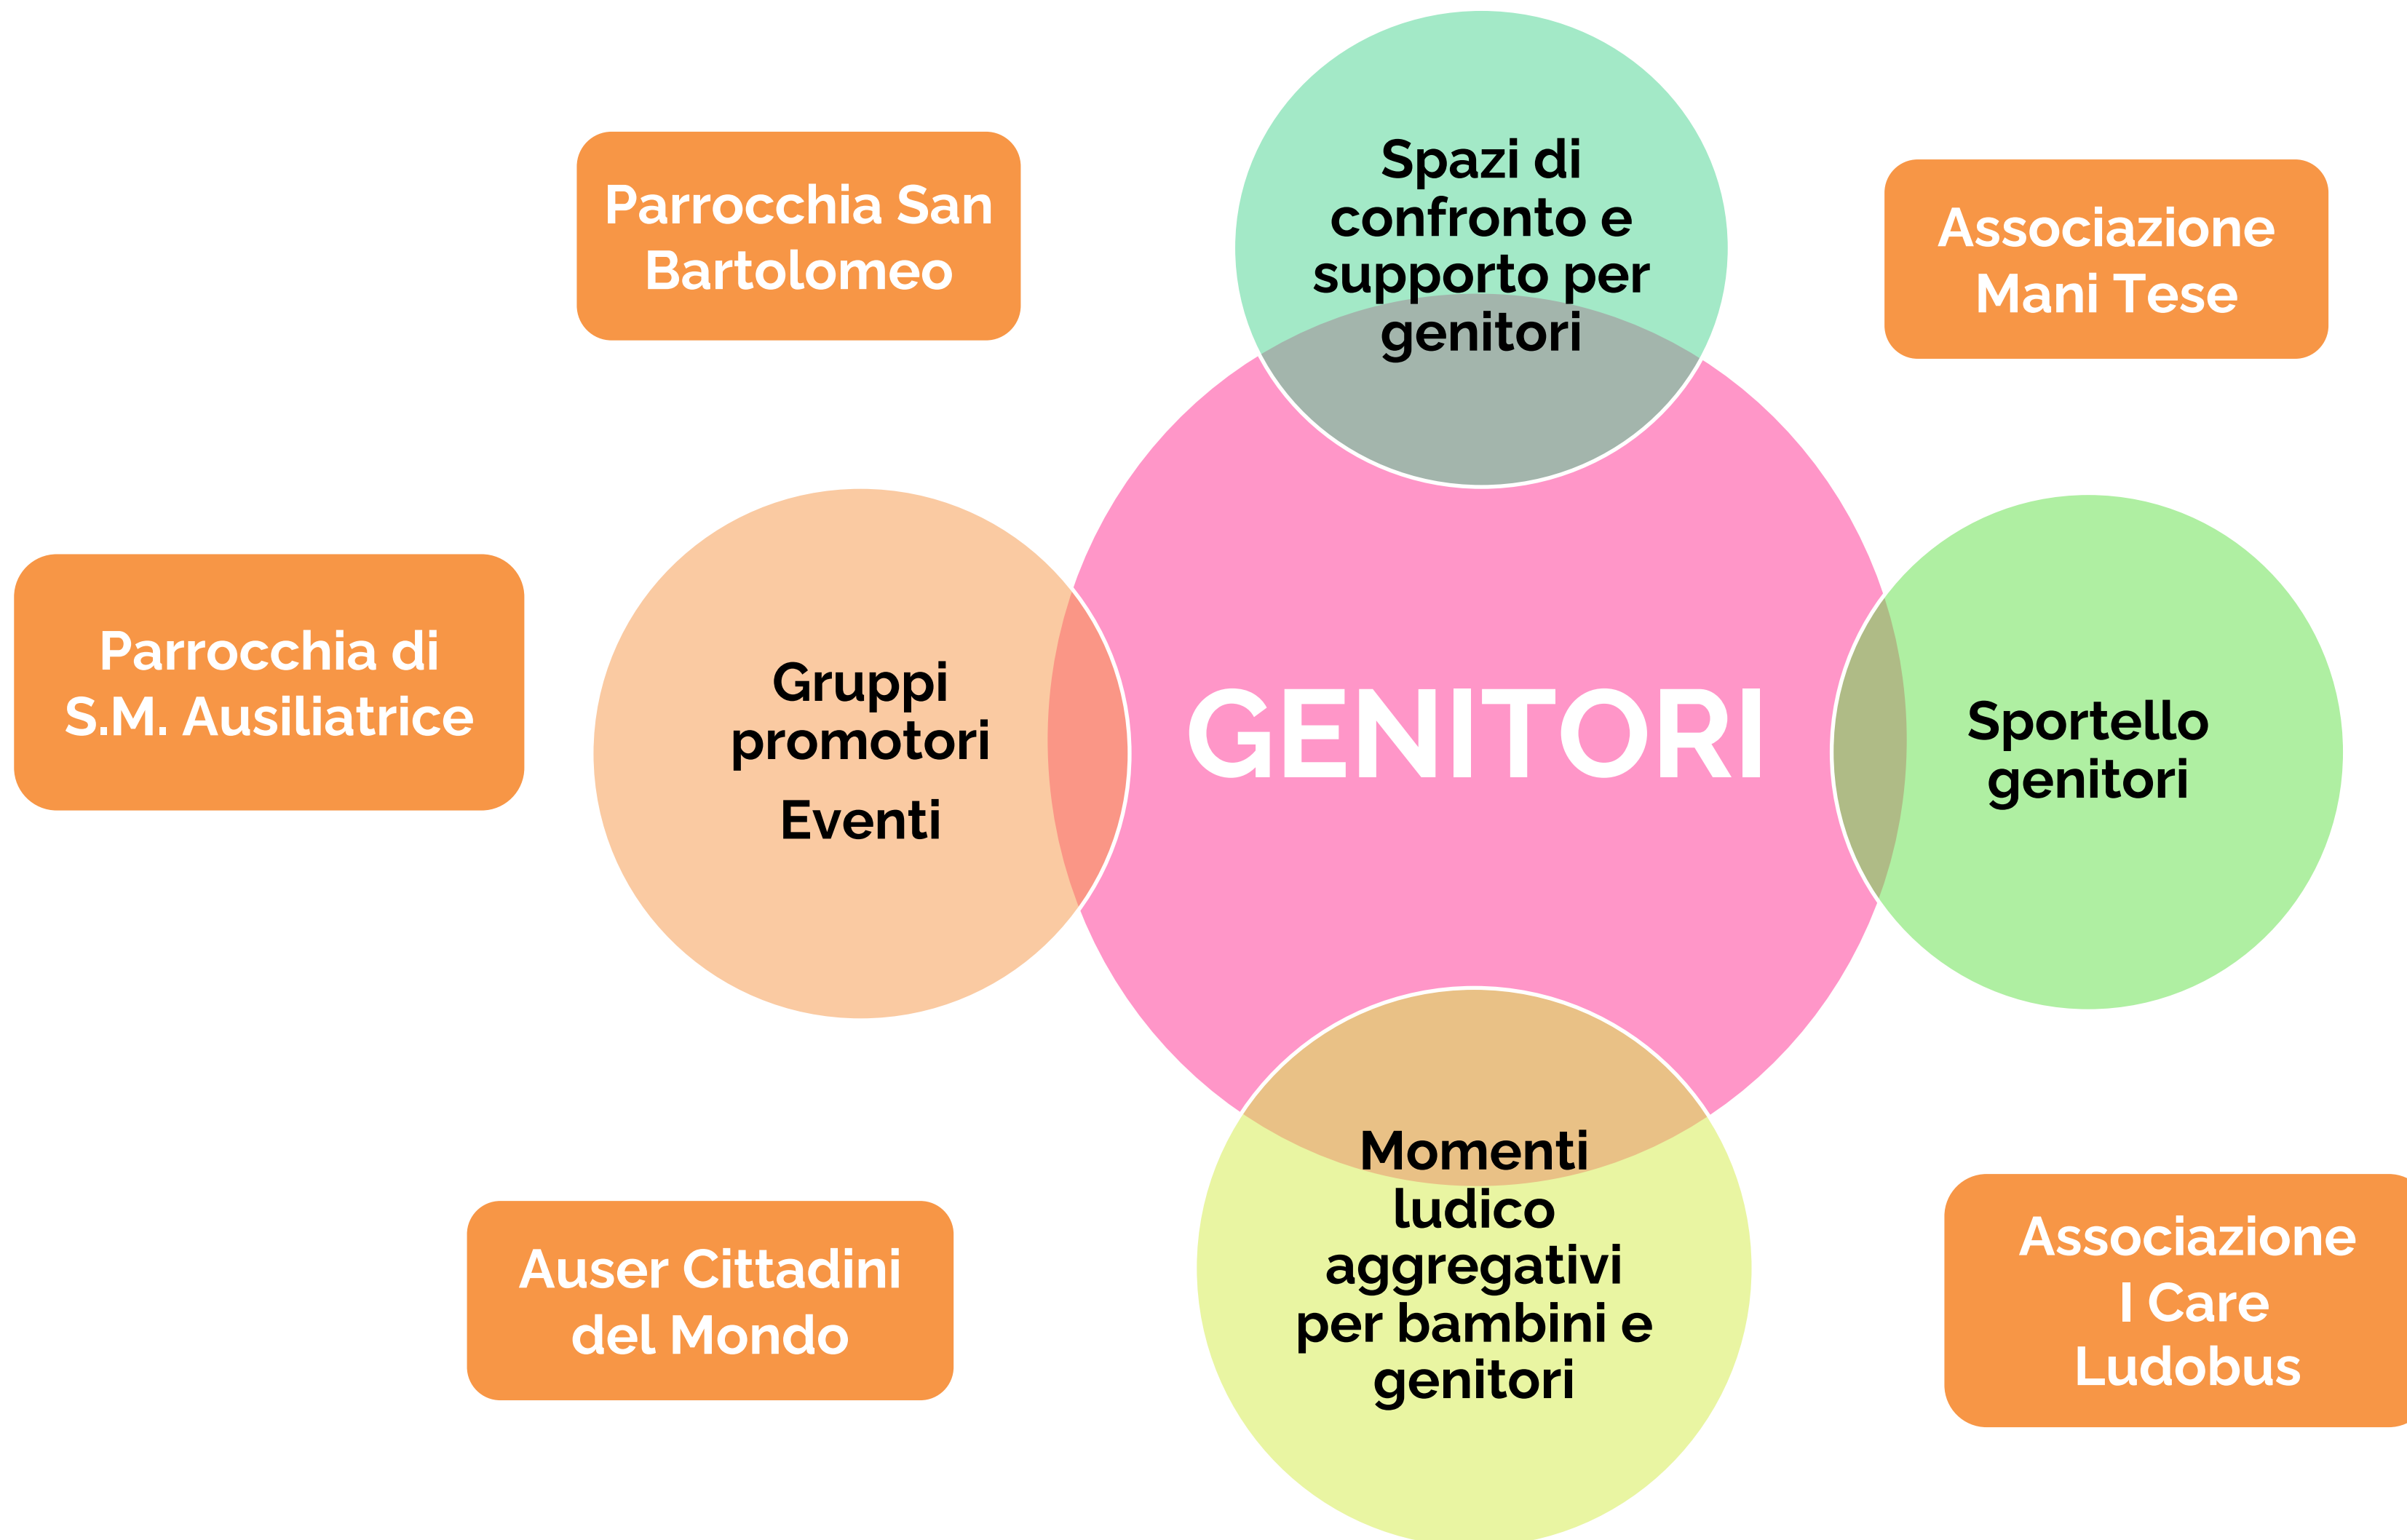 Spazi di
confronto e
supporto per
genitori
Parrocchia San
Bartolomeo
Associazione
Mani Tese
Parrocchia di
S.M. Ausiliatrice
Gruppi
promotori
Eventi
GENITORI
Sportello
genitori
Momenti
ludico
aggregativi
per bambini e
genitori
Auser Cittadini
del Mondo
Associazione
I Care
Ludobus